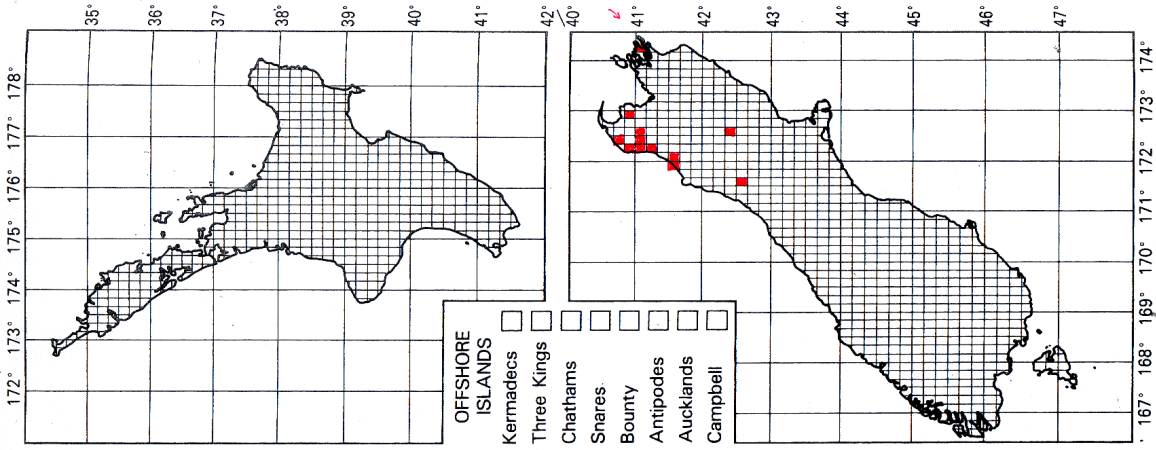 35° 36° 37° 38° 39° 40° 41° 42°
40° 41° 42° 43° 44° 45° 46° 47°
178°
177°
176°
175°
174°
173°
172°
174°
173°
172°
171°
170°
169°
168°
167°
OFFSHORE
ISLANDS
Kermadecs
Three Kings
Chathams
Snares
Bounty
Antipodes
Aucklands
Campbell